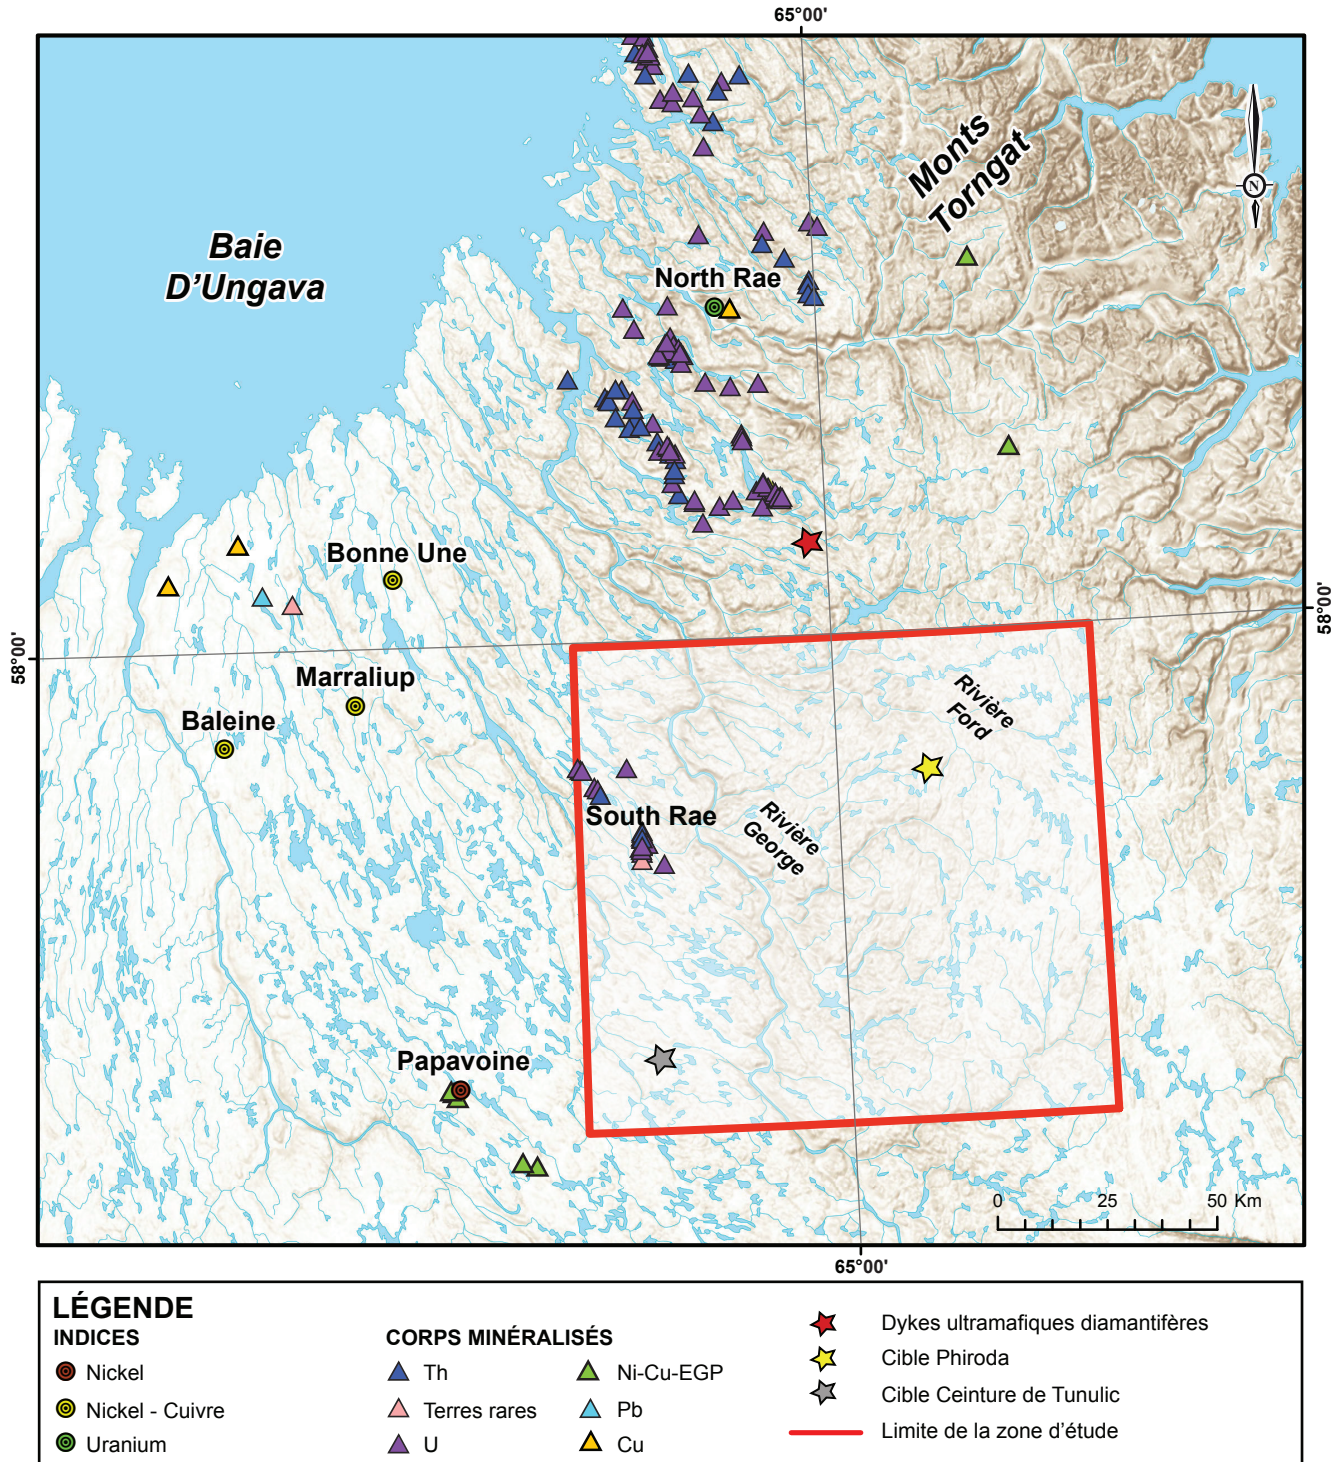 65°00'
Monts
Torngat
N
Baie
D'Ungava
North Rae
Bonne Une
58°00'
58°00'
Marraliup
Baleine
Rivière
Ford
South Rae
Rivière
George
Papavoine
0 25 50 Km
65°00'
LÉGENDE
INDICES
Nickel
Nickel - Cuivre
Uranium
CORPS MINÉRALISÉS
Th
Terres rares
U
Ni-Cu-EGP
Pb
Cu
Dykes ultramafiques diamantifères
Cible Phiroda
Cible Ceinture de Tunulic
Limite de la zone d'étude